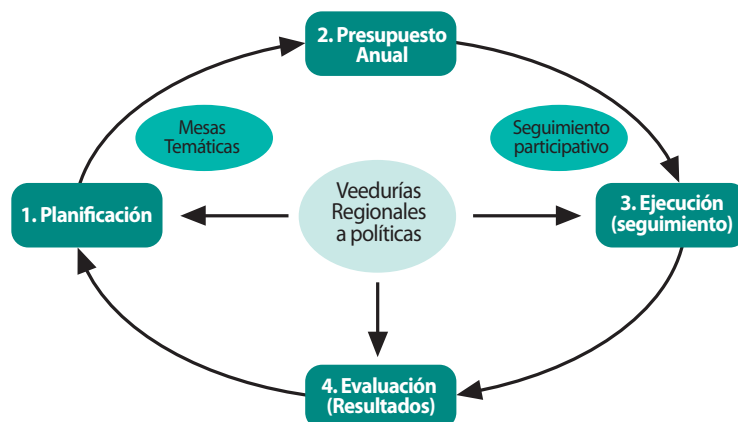 2. Presupuesto
Anual
Mesas
Temáticas
Seguimiento
participativo
1. Planificación
Veedurías
Regionales
a políticas
3. Ejecución
(seguimiento)
4. Evaluación
(Resultados)